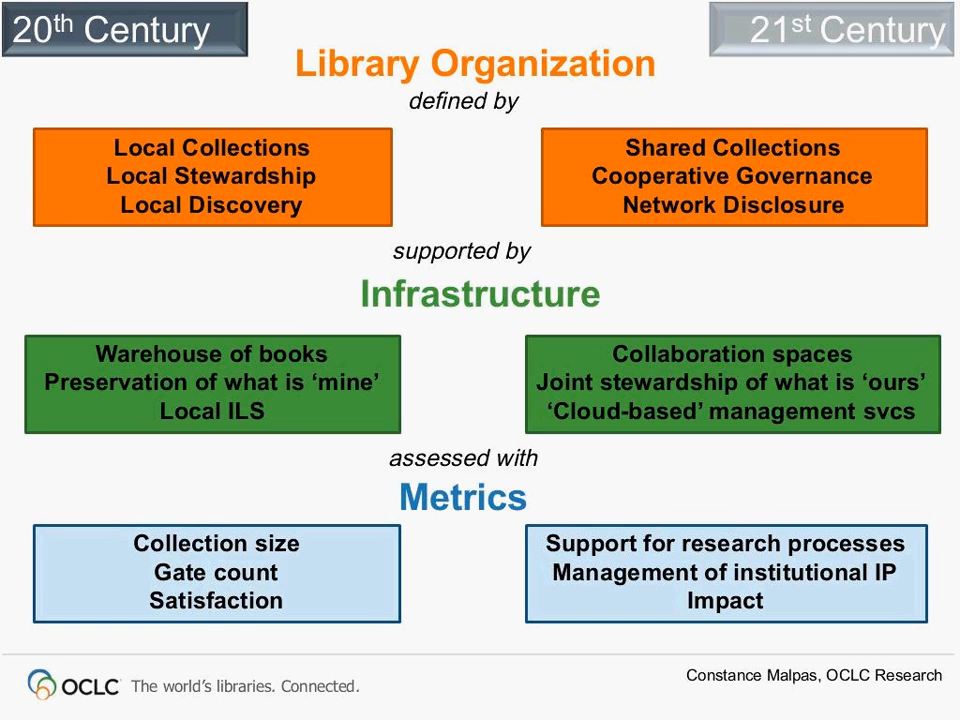 20th Century
21st Century
Library Organization
defined by
Local Collections
Local Stewardship
Local Discovery
Shared Collections
Cooperative Governance
Network Disclosure
supported by
Infrastructure
Warehouse of books
Preservation of what is ‘mine’
Local ILS
Collaboration spaces
Joint stewardship of what is ‘ours’
‘Cloud-based’ management svcs
assessed with
Metrics
Collection size
Gate count
Satisfaction
Support for research processes
Management of institutional IP
Impact
OCLC The world’s libraries. Connected.
Constance Malpas, OCLC Research